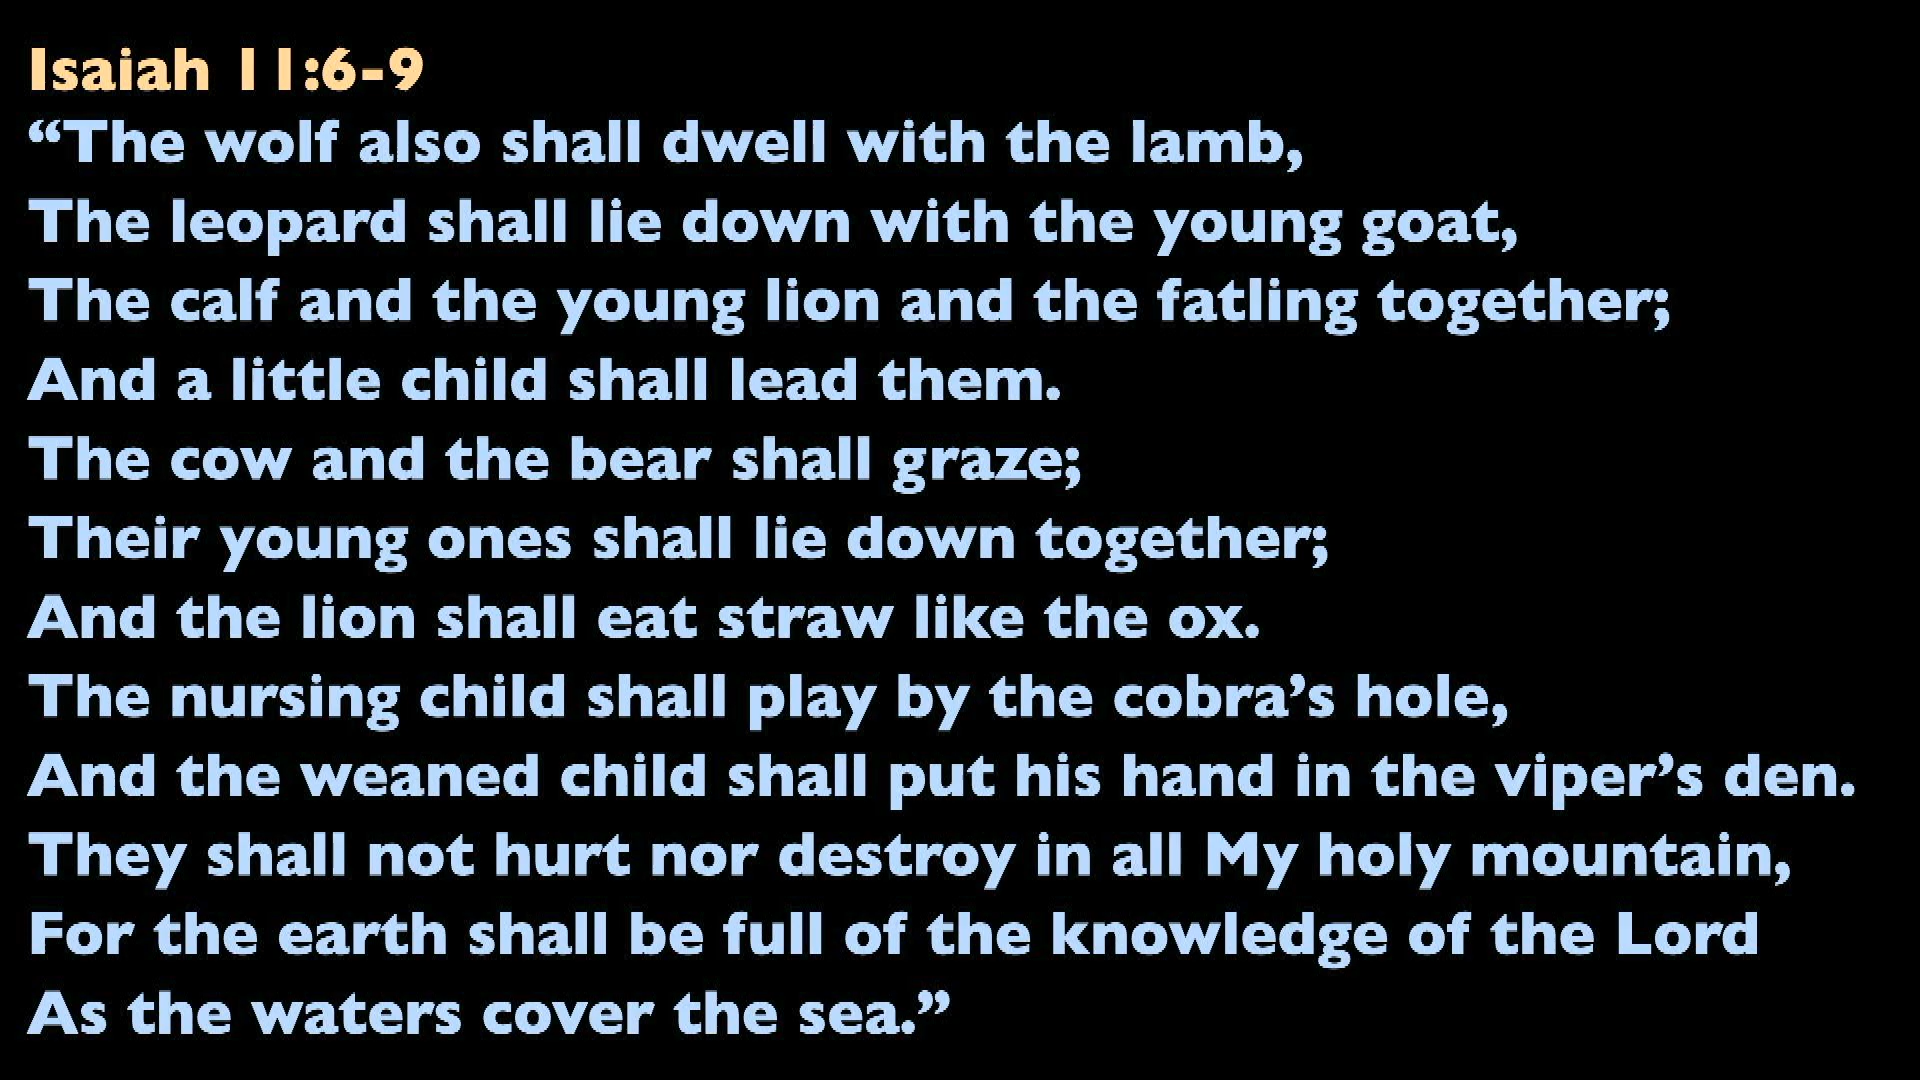 Isaiah 11:6-9
“The wolf also shall dwell with the lamb,
The leopard shall lie down with the young goat,
The calf and the young lion and the fatling together;
And a little child shall lead them.
The cow and the bear shall graze;
Their young ones shall lie down together;
And the lion shall eat straw like the ox.
The nursing child shall play by the cobra’s hole,
And the weaned child shall put his hand in the viper’s den.
They shall not hurt nor destroy in all My holy mountain,
For the earth shall be full of the knowledge of the Lord
As the waters cover the sea.”